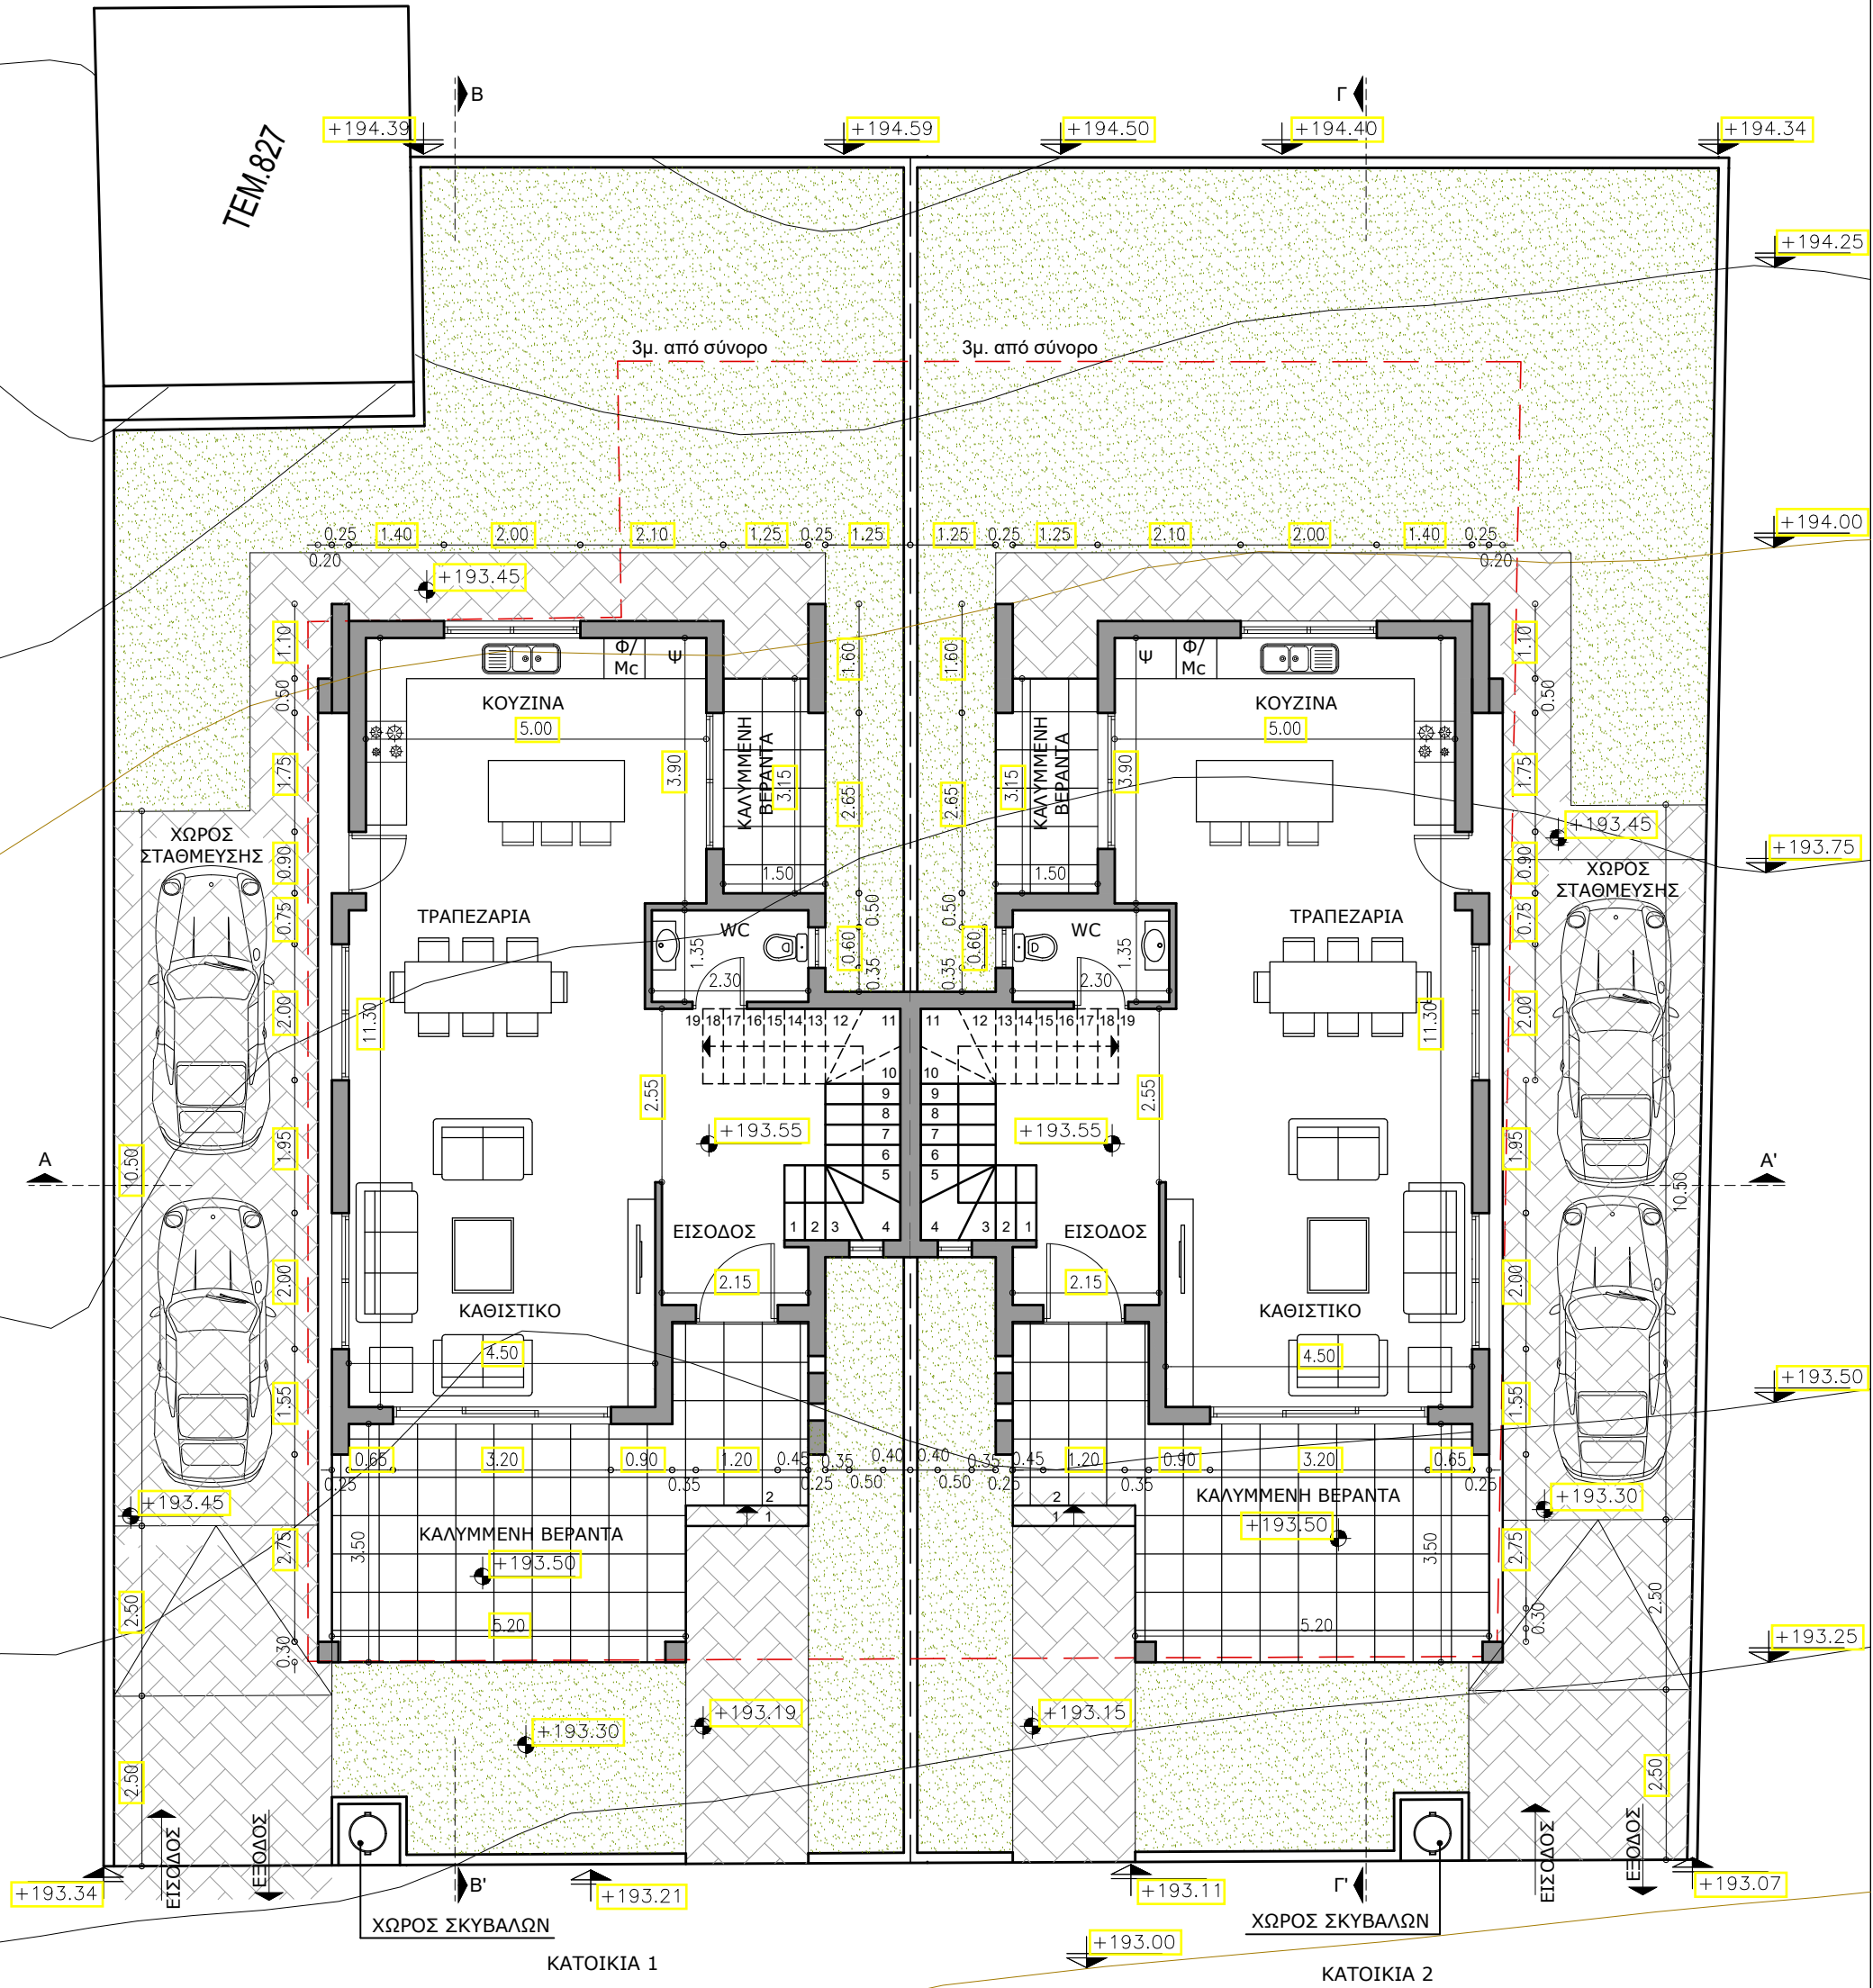 Β
Γ
+194.39
+194.59
+194.50
+194.40
+194.34
ΤΕΜ.827
+194.25
3μ. από σύνορο
3μ. από σύνορο
0.25 1.40 2.00 2.10 1.25 0.25 1.25 1.25 0.25 1.25 2.10 2.00 1.40 0.25
+194.00
0.20
0.20
+193.45
1.10
1.60
1.60
1.10
Φ/
Mc
Ψ
Ψ
Φ/
Mc
0.50
ΚΟΥΖΙΝΑ
ΚΟΥΖΙΝΑ
0.50
5.00
5.00
ΚΑΛΥΜΜΕΝΗ
ΒΕΡΑΝΤΑ
ΚΑΛΥΜΜΕΝΗ
ΒΕΡΑΝΤΑ
1.75
3.90
3.15
2.65
2.65
3.15
3.90
1.75
ΧΩΡΟΣ
ΣΤΑΘΜΕΥΣΗΣ
+193.45
+193.75
0.90
1.50
1.50
0.90
ΧΩΡΟΣ
ΣΤΑΘΜΕΥΣΗΣ
0.75
ΤΡΑΠΕΖΑΡΙΑ
WC
0.50
0.50
WC
ΤΡΑΠΕΖΑΡΙΑ
0.75
1.35
0.60
0.60
1.35
2.30
0.35
0.35
2.30
2.00
11.30
11.30
2.00
19 18 17 16 15 14 13 12 11
11 12 13 14 15 16 17 18 19
10
10
9
9
8
8
7
7
6
6
5
5
2.55
2.55
+193.55
+193.55
1.95
1.95
Α
10.50
10.50
Α'
1 2 3 4
4 3 2 1
ΕΙΣΟΔΟΣ
ΕΙΣΟΔΟΣ
2.00
2.15
2.15
2.00
ΚΑΘΙΣΤΙΚΟ
ΚΑΘΙΣΤΙΚΟ
4.50
4.50
+193.50
1.55
1.55
0.65 3.20 0.90 1.20 0.45 0.35 0.40 0.40 0.35 0.45 1.20 0.90 3.20 0.65
0.25 0.35 0.25 0.50 0.50 0.25 0.35 0.25
+193.45
2
1
2
1
ΚΑΛΥΜΜΕΝΗ ΒΕΡΑΝΤΑ
+193.30
ΚΑΛΥΜΜΕΝΗ ΒΕΡΑΝΤΑ
+193.50
2.75
3.50
3.50
2.75
+193.50
2.50
5.20
5.20
2.50
0.30
0.30
+193.25
+193.30
+193.19
+193.15
2.50
2.50
ΕΙΣΟΔΟΣ
ΕΞΟΔΟΣ
ΕΙΣΟΔΟΣ
ΕΞΟΔΟΣ
+193.34
Β'
+193.21
+193.11
Γ'
+193.07
ΧΩΡΟΣ ΣΚΥΒΑΛΩΝ
ΧΩΡΟΣ ΣΚΥΒΑΛΩΝ
+193.00
ΚΑΤΟΙΚΙΑ 1
ΚΑΤΟΙΚΙΑ 2